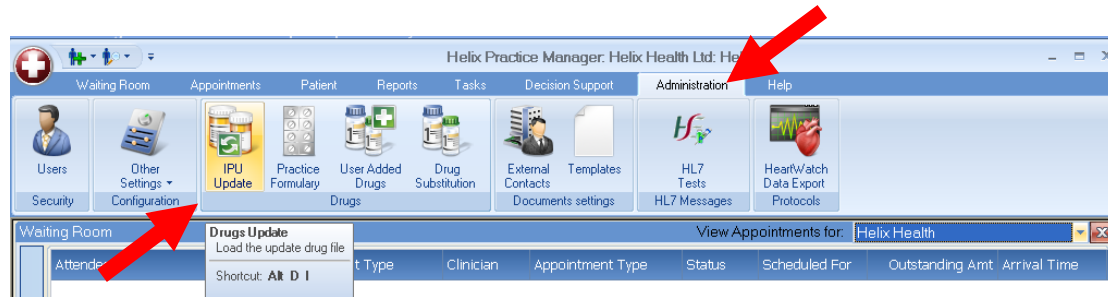 Helix Practice Manager: Helix Health Ltd: He
Waiting Room Appointments Patient Reports Tasks Decision Support Administration Help
Users Other Settings IPU Update Practice Formulary User Added Drugs Drug Substitution External Contacts Templates HL7 Tests HeartWatch Data Export
Security Configuration Drugs Documents settings HL7 Messages Protocols
Waiting Room View Appointments for: Helix Health
Drugs Update
Load the update drug file
Shortcut: Alt D I
t Type Clinician Appointment Type Status Scheduled For Outstanding Amt Arrival Time